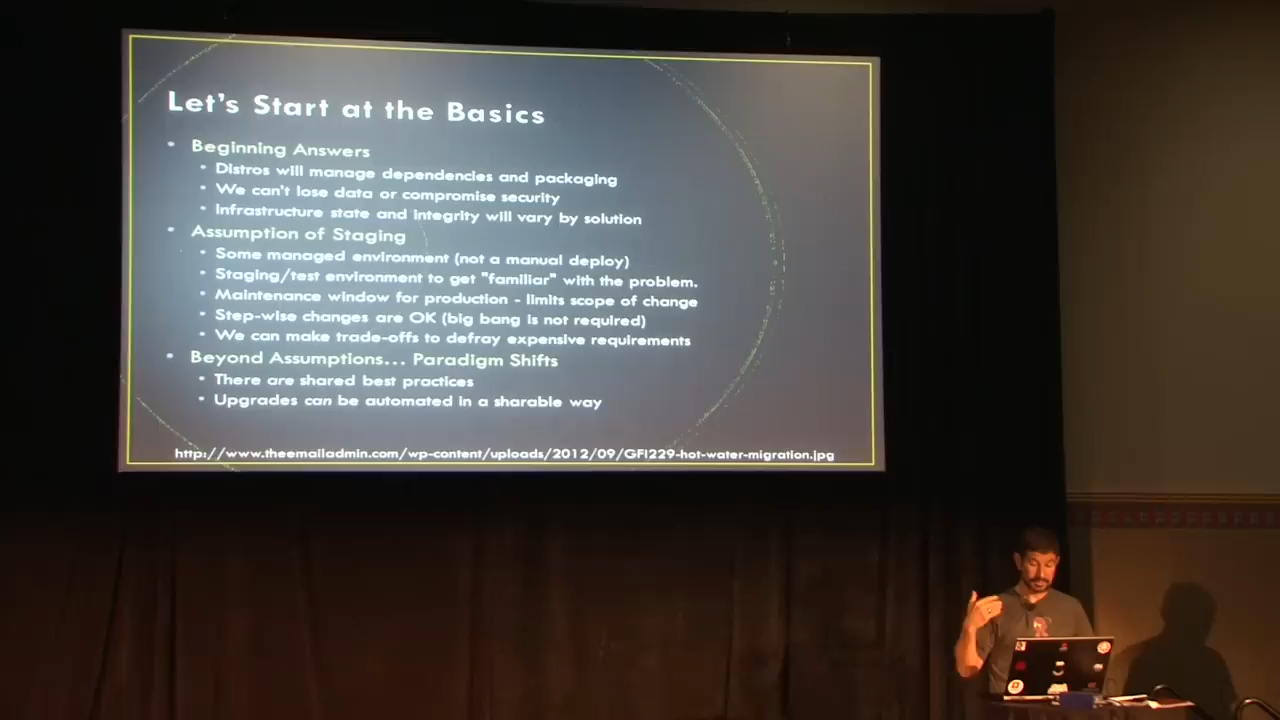 Let's Start at the Basics
• Beginning Answers
• Distros will manage dependencies and packaging
• We can't lose data or compromise security
• Infrastructure state and integrity will vary by solution
• Assumption of Staging
• Some managed environment (not a manual deploy)
• Staging/test environment to get "familiar" with the problem.
• Maintenance window for production - limits scope of change
• Step-wise changes are OK (big bang is not required)
• We can make trade-offs to defray expensive requirements
• Beyond Assumptions... Paradigm Shifts
• There are shared best practices
• Upgrades can be automated in a sharable way
http://www.theemailadmin.com/wp-content/uploads/2012/09/GFI229-hot-water-migration.jpg